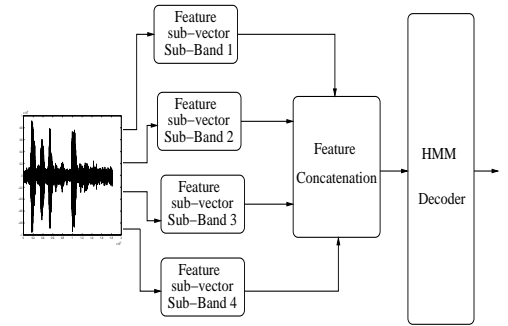 Feature
sub−vector
Sub−Band 1
Feature
sub−vector
Sub−Band 2
Feature
sub−vector
Sub−Band 3
Feature
sub−vector
Sub−Band 4
Feature
Concatenation
HMM
Decoder